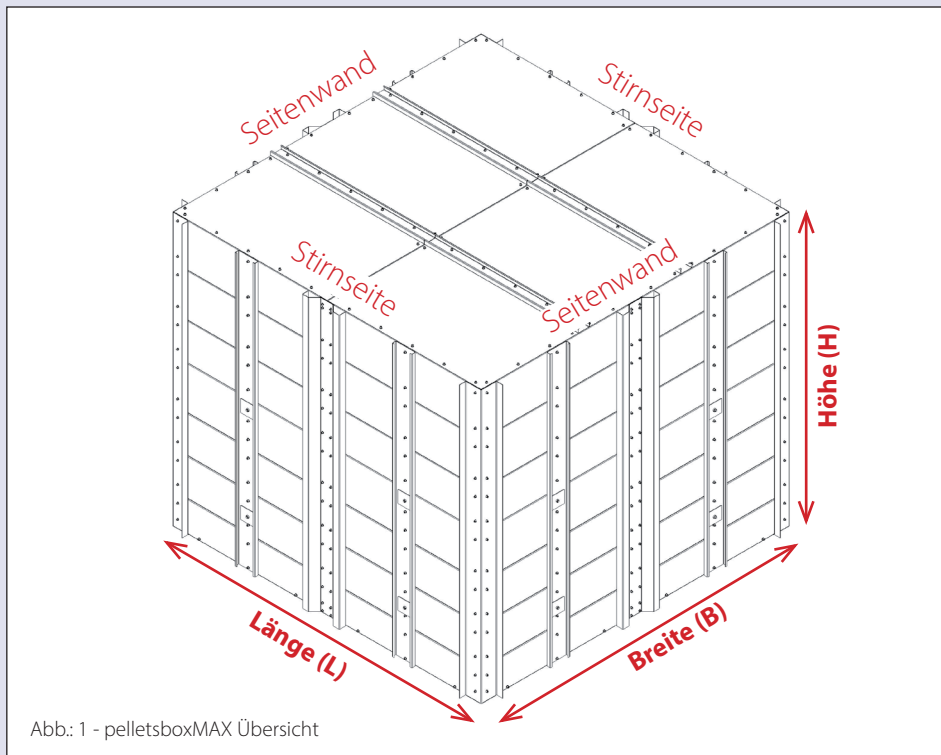 Seitenwand
Stirnseite
Stirnseite
Seitenwand
Höhe (H)
Länge (L)
Breite (B)
Abb.: 1 - pelletsboxMAX Übersicht